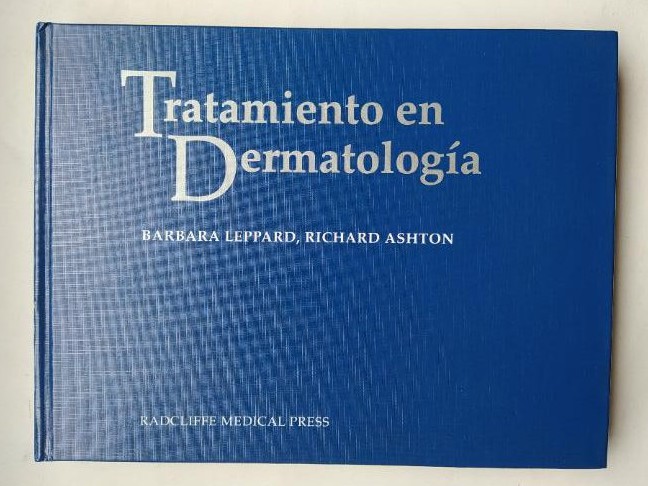 Tratamiento en
Dermatología
BARBARA LEPPARD, RICHARD ASHTON
RADCLIFFE MEDICAL PRESS